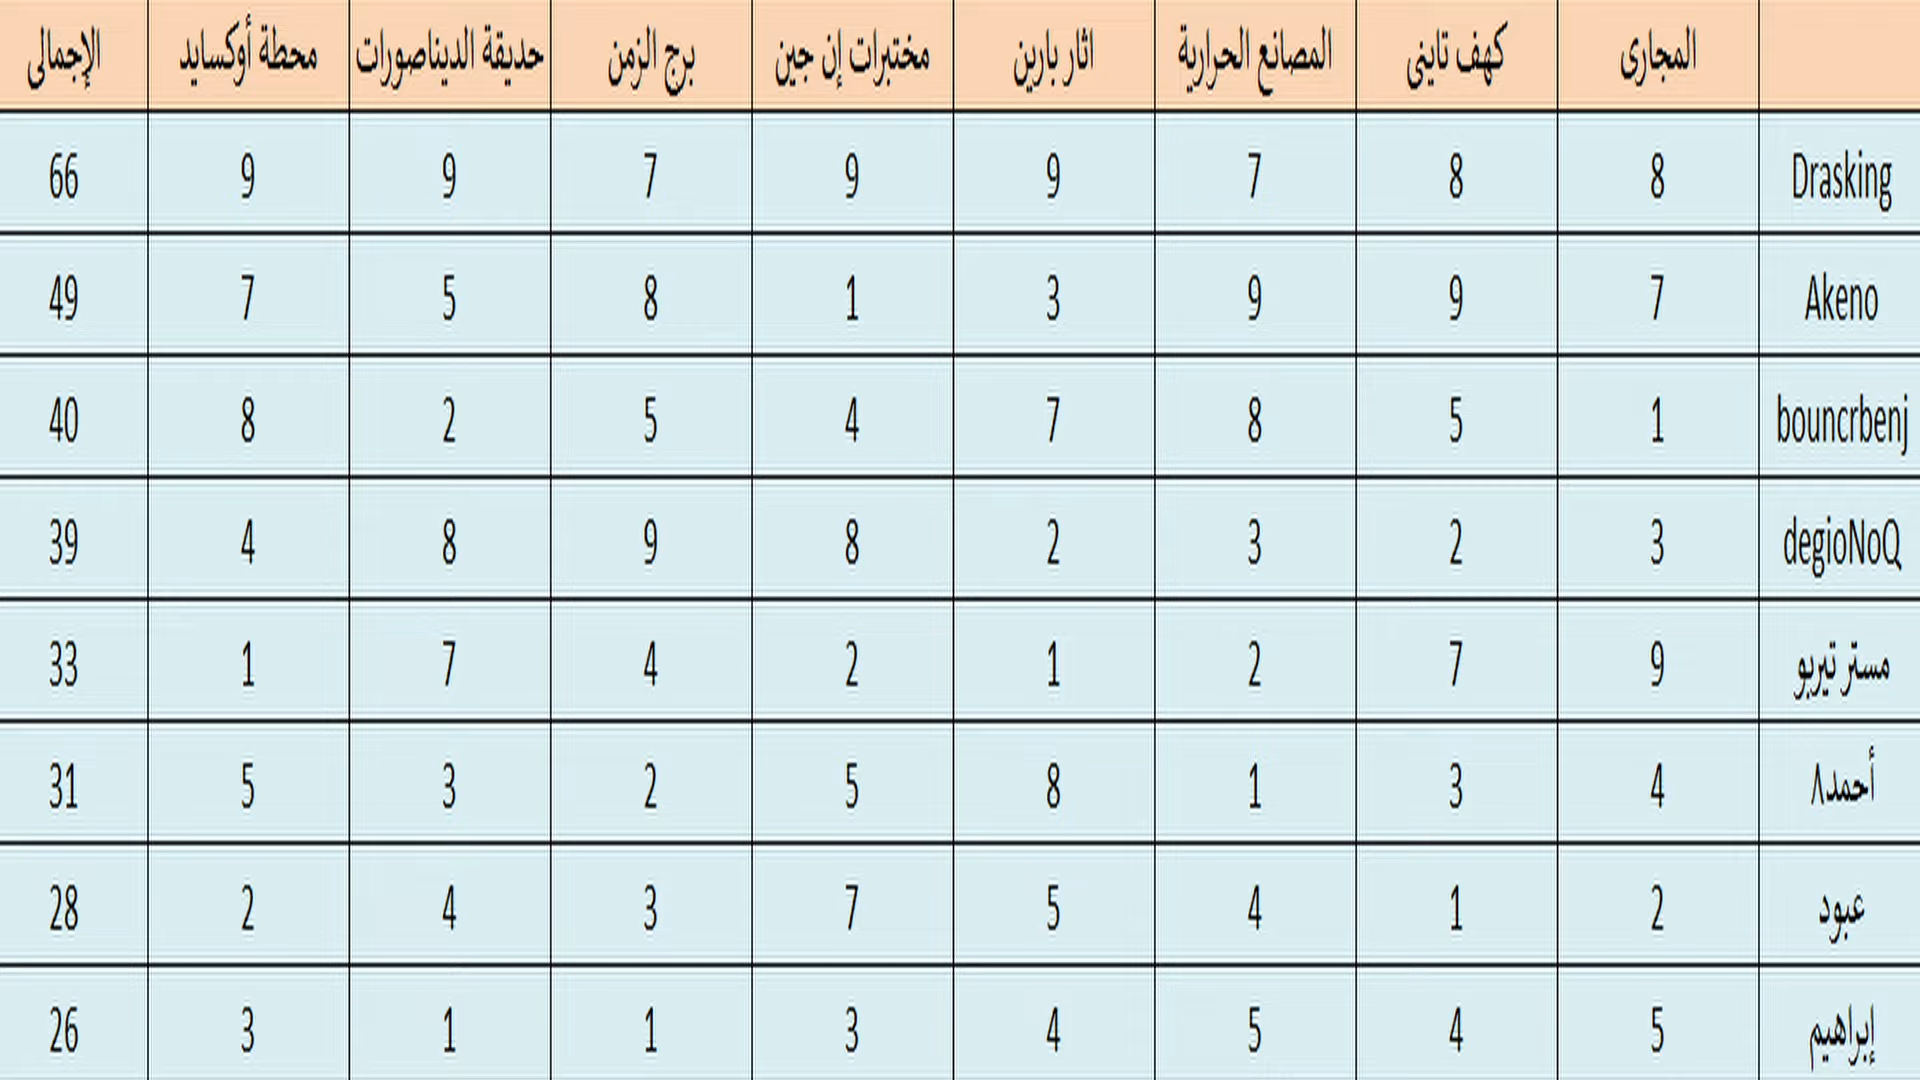 المجارى كهف تاينى المصانع الحرارية اثار بارين مختبرات إن جين برج الزمن حديقة الديناصورات محطة أوكسايد الإجمالى
Drasking 8 8 7 9 9 7 9 9 66
Akeno 7 9 9 3 1 8 5 7 49
bouncrbenj 1 5 8 7 4 5 2 8 40
degioNoQ 3 2 3 2 8 9 8 4 39
مستر تيربو 9 7 2 1 2 4 7 1 33
أحمد٨ 4 3 1 8 5 2 3 5 31
عبود 2 1 4 5 7 3 4 2 28
إبراهيم 5 4 5 4 3 1 1 3 26